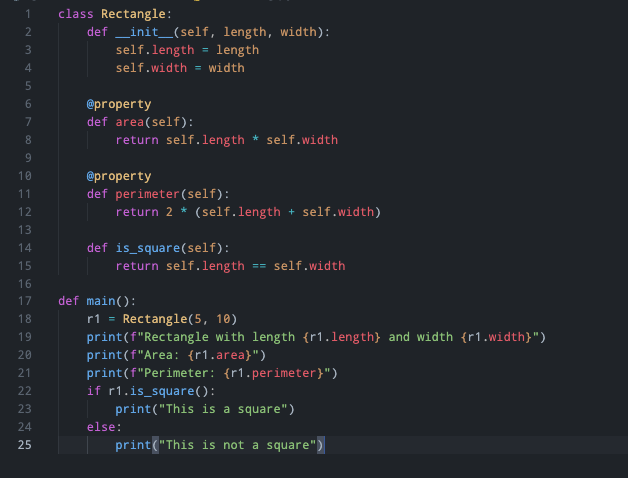 1 class Rectangle:
2     def __init__(self, length, width):
3         self.length = length
4         self.width = width
5
6     @property
7     def area(self):
8         return self.length * self.width
9
10     @property
11     def perimeter(self):
12         return 2 * (self.length + self.width)
13
14     def is_square(self):
15         return self.length == self.width
16
17 def main():
18     r1 = Rectangle(5, 10)
19     print(f"Rectangle with length {r1.length} and width {r1.width}")
20     print(f"Area: {r1.area}")
21     print(f"Perimeter: {r1.perimeter}")
22     if r1.is_square():
23         print("This is a square")
24     else:
25         print("This is not a square")